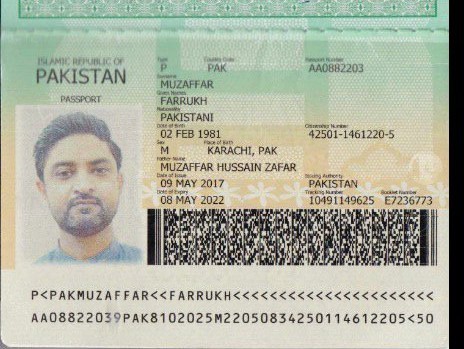 ISLAMIC REPUBLIC OF
PAKISTAN
PASSPORT
Type Country Code Passport Number
P PAK AA0882203
Surname
MUZAFFAR
Given Names
FARRUKH
Nationality
PAKISTANI
Date of Birth Citizenship Number
02 FEB 1981 42501-1461220-5
Sex Place of Birth
M KARACHI, PAK
Father Name
MUZAFFAR HUSSAIN ZAFAR
Date of Issue Issuing Authority
09 MAY 2017 PAKISTAN
Date of Expiry Tracking Number Booklet Number
08 MAY 2022 10491149625 E7236773
P<PAKMUZAFFAR<<FARRUKH<<<<<<<<<<<<<<<<<<<<<<
AA08822039PAK8102025M22050834250114612205<50